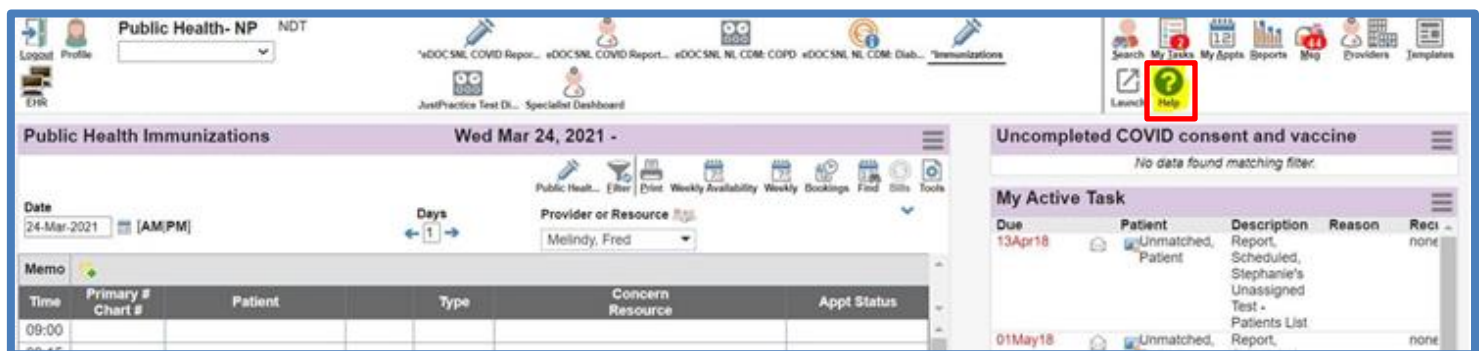 Public Health- NP NDT
Logout Profile
EHR
*eDOCSNL COVID Repor... eDOCSNL COVID Report... eDOCSNL NL CDM: COPD eDOCSNL NL CDM: Diab... *Immunizations
JustPractice Test Di... Specialist Dashboard
Search My Tasks My Appts Reports Msg Providers Templates
2 12 44
Launch Help
Public Health Immunizations Wed Mar 24, 2021 -
Public Healt... Filter Print Weekly Availability Weekly Bookings Find Bills Tools
Date Days Provider or Resource
24-Mar-2021 [AM|PM] 1 Melindy, Fred
Memo
Time Primary # Chart # Patient Type Concern Resource Appt Status
09:00
Uncompleted COVID consent and vaccine
No data found matching filter.
My Active Task
Due Patient Description Reason Reci
13Apr18 Unmatched, Report, none
Patient Scheduled,
Stephanie's
Unassigned
Test -
Patients List
01May18 Unmatched, Report, none